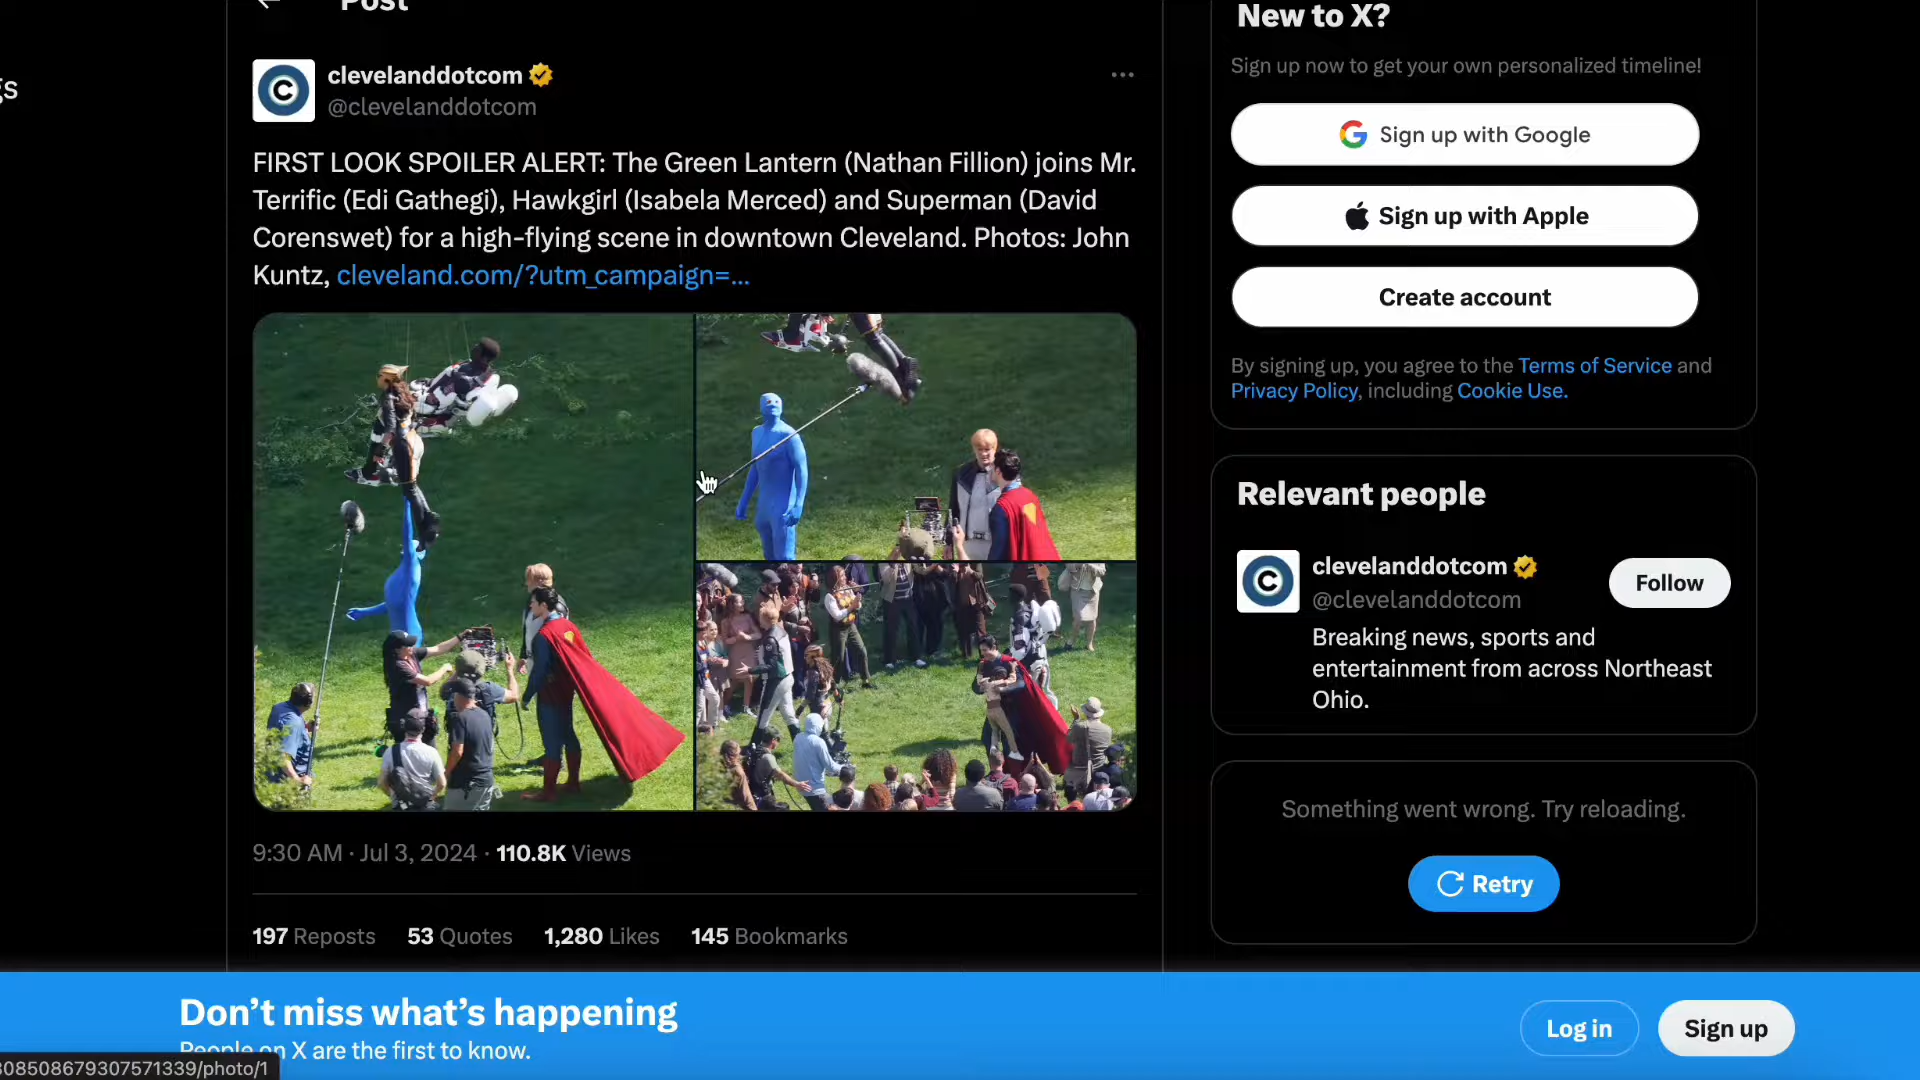 Post
gs
clevelanddotcom
@clevelanddotcom
FIRST LOOK SPOILER ALERT: The Green Lantern (Nathan Fillion) joins Mr.
Terrific (Edi Gathegi), Hawkgirl (Isabela Merced) and Superman (David
Corenswet) for a high-flying scene in downtown Cleveland. Photos: John
Kuntz, cleveland.com/?utm_campaign=...
9:30 AM · Jul 3, 2024 · 110.8K Views
197 Reposts 53 Quotes 1,280 Likes 145 Bookmarks
New to X?
Sign up now to get your own personalized timeline!
Sign up with Google
Sign up with Apple
Create account
By signing up, you agree to the Terms of Service and
Privacy Policy, including Cookie Use.
Relevant people
clevelanddotcom
@clevelanddotcom
Follow
Breaking news, sports and
entertainment from across Northeast
Ohio.
Something went wrong. Try reloading.
Retry
Don't miss what's happening
People on X are the first to know.
Log in
Sign up
308508679307571339/photo/1